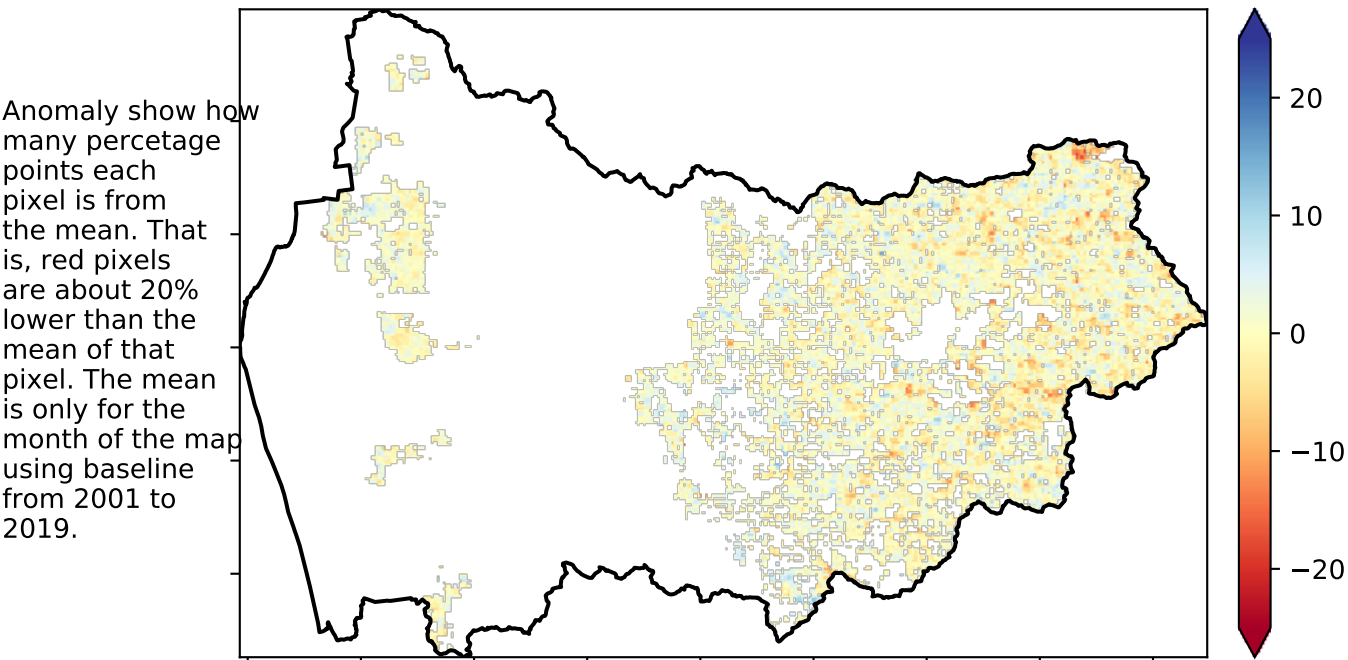 Anomaly show how
many percetage
points each
pixel is from
the mean. That
is, red pixels
are about 20%
lower than the
mean of that
pixel. The mean
is only for the
month of the map
using baseline
from 2001 to
2019.
20
10
0
−10
−20